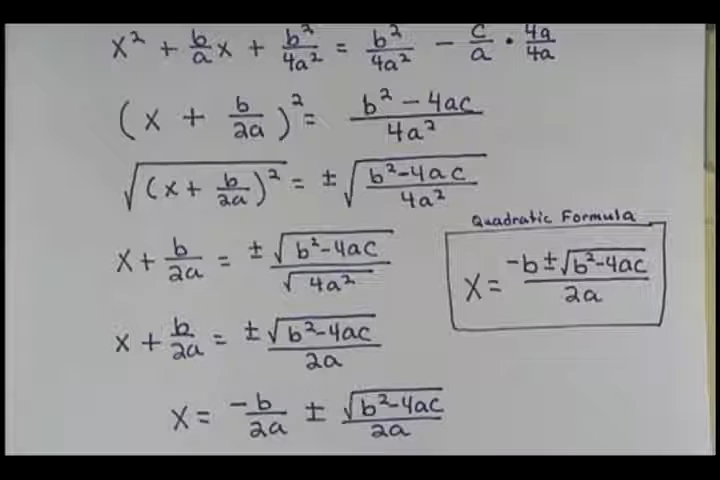 x² + b/a x + b²/4a² = b²/4a² - c/a · 4a/4a
(x + b/2a)² = b² - 4ac/4a²
√(x + b/2a)² = ± √b²-4ac/4a²
Quadratic Formula
x + b/2a = ± √b²-4ac/√4a²
x = -b ± √b²-4ac/2a
x + b/2a = ± √b²-4ac/2a
x = -b/2a ± √b²-4ac/2a